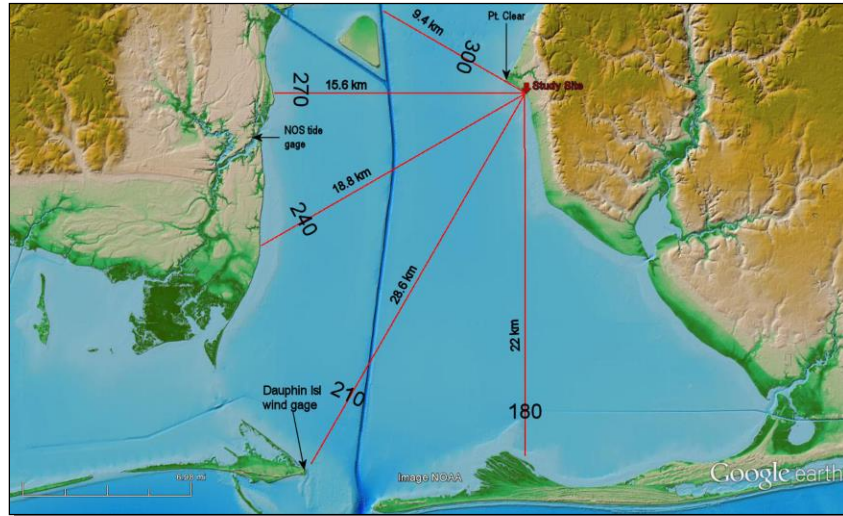 Pt. Clear
9.4 km
300
Study Site
270
15.6 km
NOS tide
gage
18.8 km
240
28.6 km
22 km
210
180
Dauphin Isl
wind gage
Image NOAA
Google earth